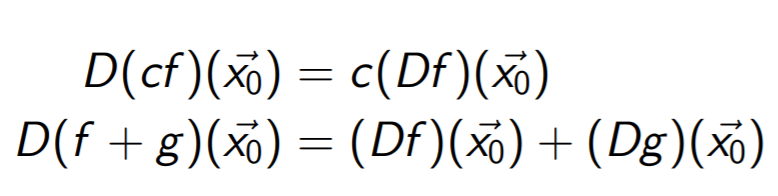 D(cf)(x⃗₀) = c(Df)(x⃗₀)
D(f + g)(x⃗₀) = (Df)(x⃗₀) + (Dg)(x⃗₀)